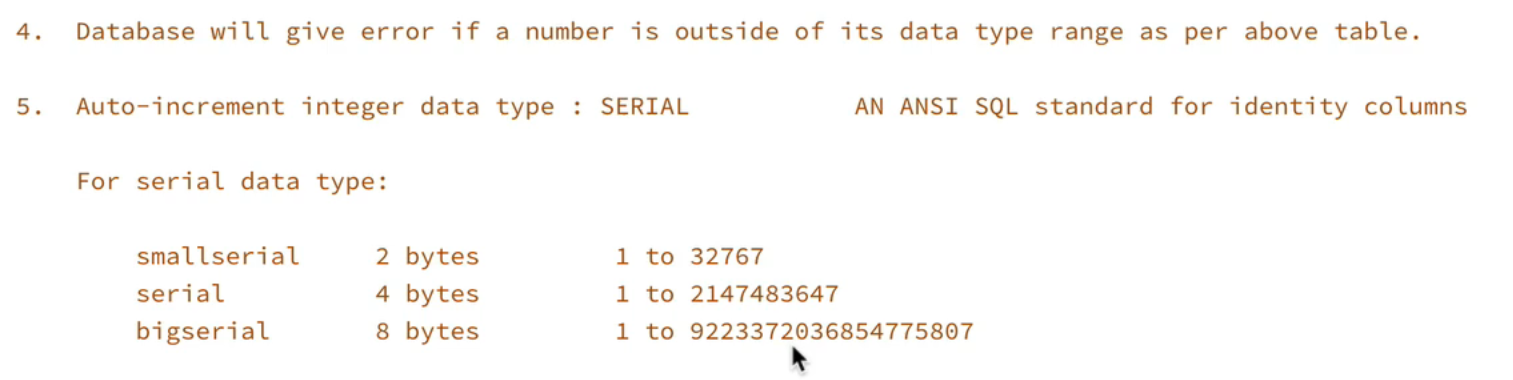 4. Database will give error if a number is outside of its data type range as per above table.
5. Auto-increment integer data type : SERIAL AN ANSI SQL standard for identity columns
For serial data type:
smallserial 2 bytes 1 to 32767
serial 4 bytes 1 to 2147483647
bigserial 8 bytes 1 to 9223372036854775807